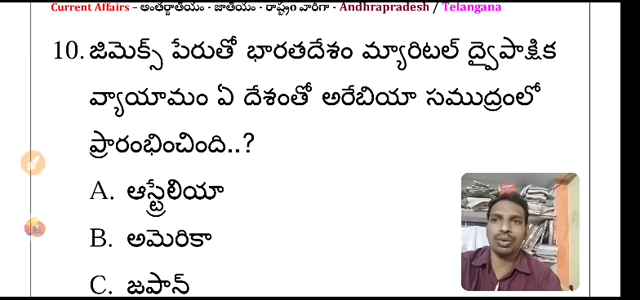 Current Affairs – అంతర్జాతీయం - జాతీయం - రాష్ట్రం వారీగా - Andhrapradesh / Telangana
10. జిమెక్స్ పేరుతో భారతదేశం మ్యారిటల్ ద్వైపాక్షిక
వ్యాయామం ఏ దేశంతో అరేబియా సముద్రంలో
ప్రారంభించింది..?
A. ఆస్ట్రేలియా
B. అమెరికా
C. జపాన్